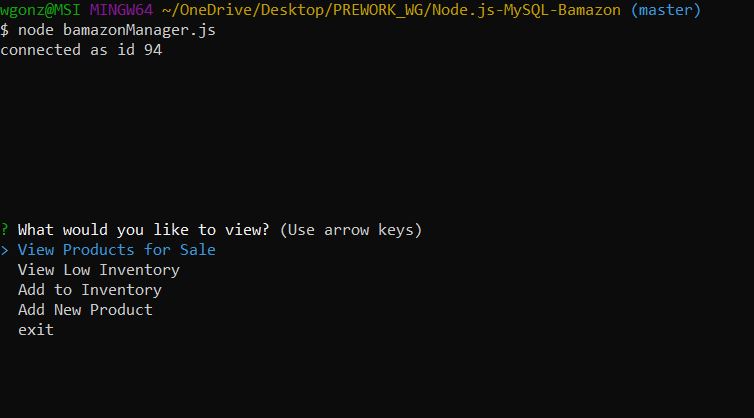 wgonz@MSI MINGW64 ~/OneDrive/Desktop/PREWORK_WG/Node.js-MySQL-Bamazon (master)
$ node bamazonManager.js
connected as id 94
? What would you like to view? (Use arrow keys)
> View Products for Sale
View Low Inventory
Add to Inventory
Add New Product
exit